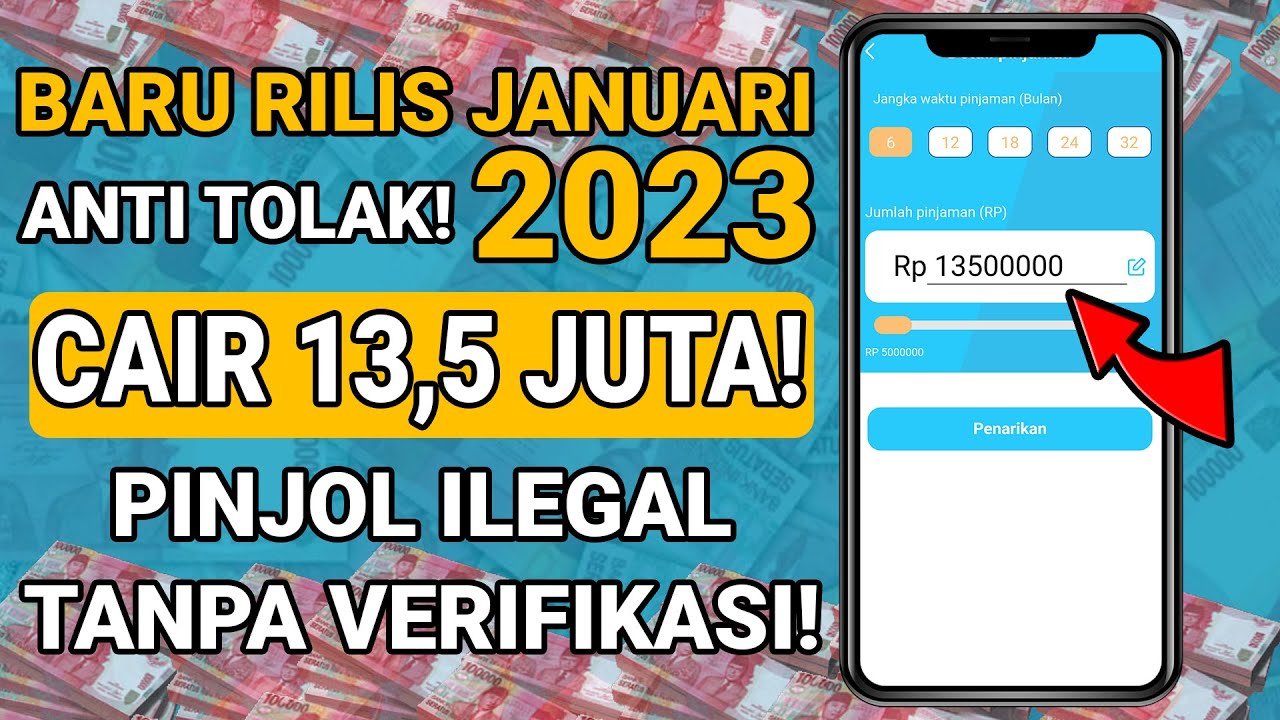 BARU RILIS JANUARI
ANTI TOLAK! 2023
CAIR 13,5 JUTA!
PINJOL ILEGAL
TANPA VERIFIKASI!
Jangka waktu pinjaman (Bulan)
6 12 18 24 32
Jumlah pinjaman (RP)
Rp 13500000
RP 5000000
Penarikan